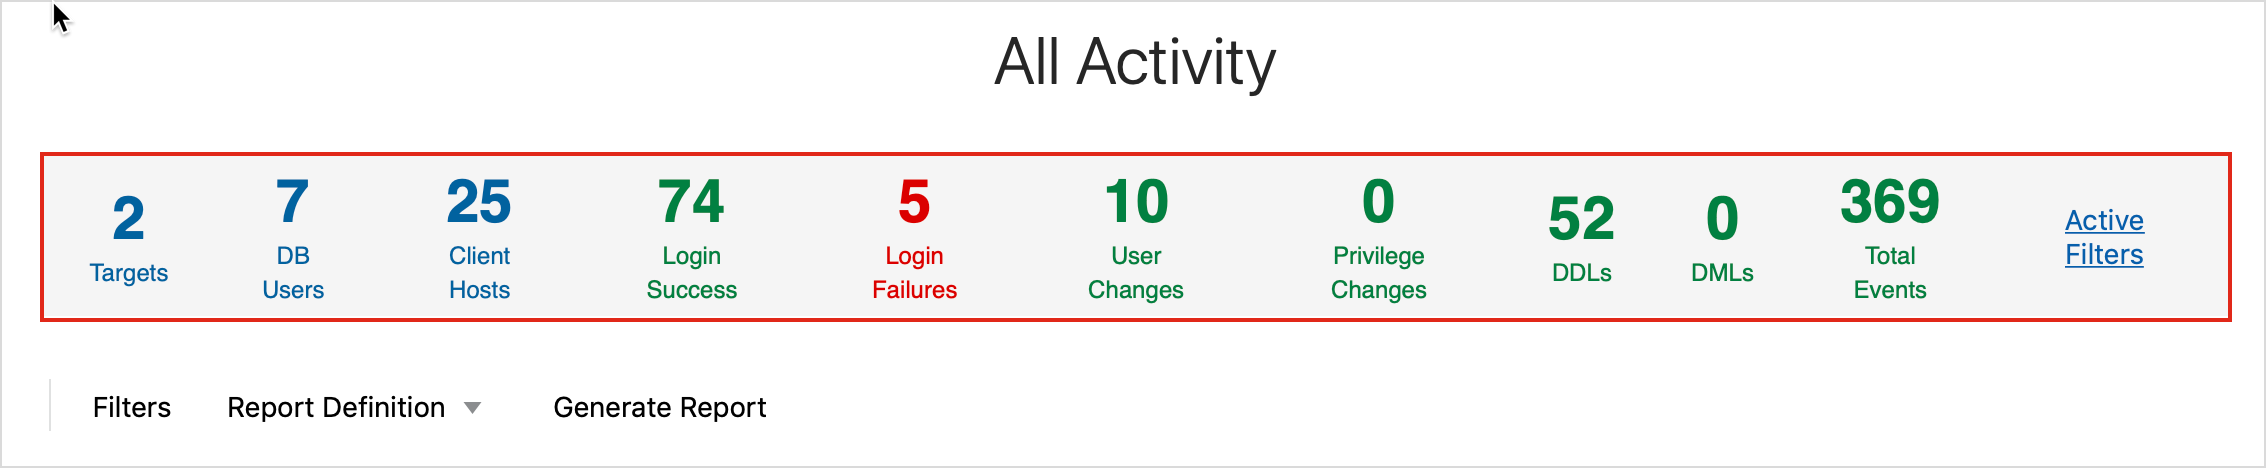 All Activity
2
Targets
7
DB
Users
25
Client
Hosts
74
Login
Success
5
Login
Failures
10
User
Changes
0
Privilege
Changes
52
DDLs
0
DMLs
369
Total
Events
Active
Filters
Filters Report Definition Generate Report